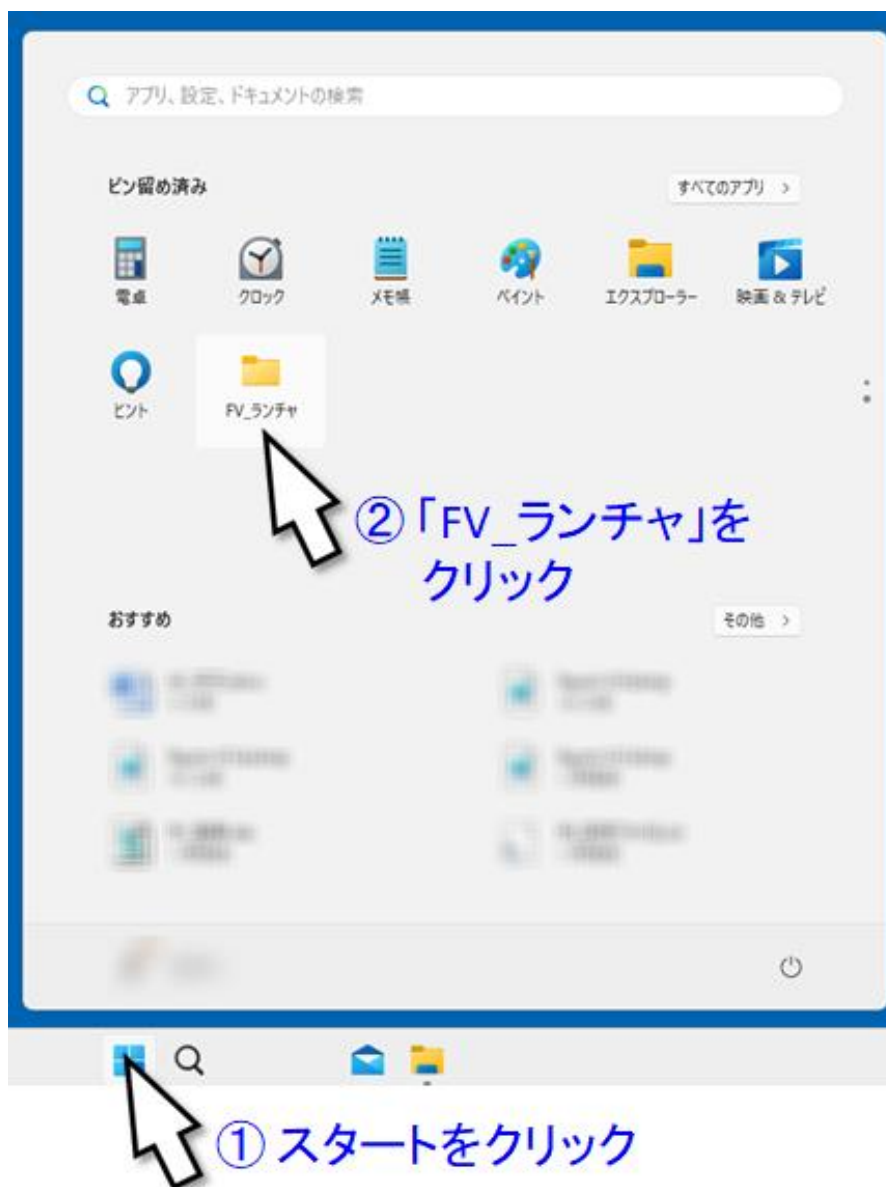 アプリ、設定、ドキュメントの検索
ピン留め済み
すべてのアプリ >
電卓
クロック
メモ帳
ペイント
エクスプローラー
映画 & テレビ
ヒント
FV_ランチャ
②「FV_ランチャ」を
クリック
おすすめ
その他 >
① スタートをクリック